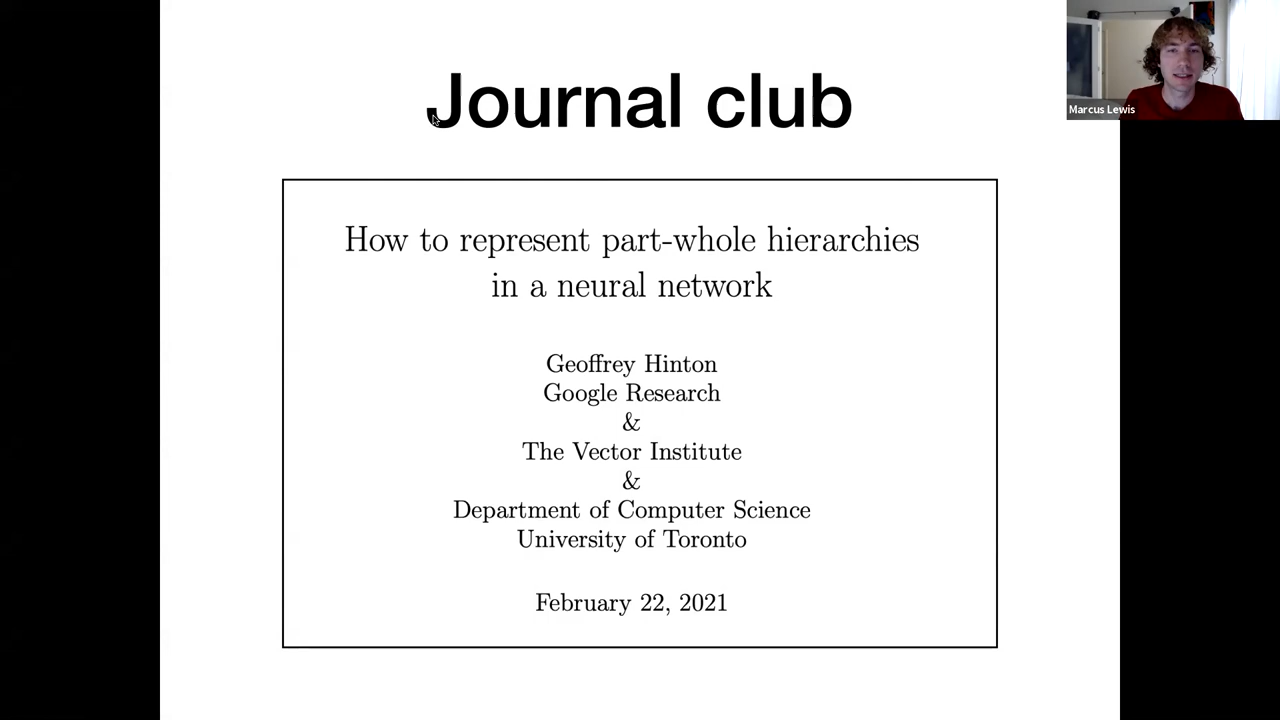 Journal club
Marcus Lewis
How to represent part-whole hierarchies
in a neural network
Geoffrey Hinton
Google Research
&
The Vector Institute
&
Department of Computer Science
University of Toronto
February 22, 2021